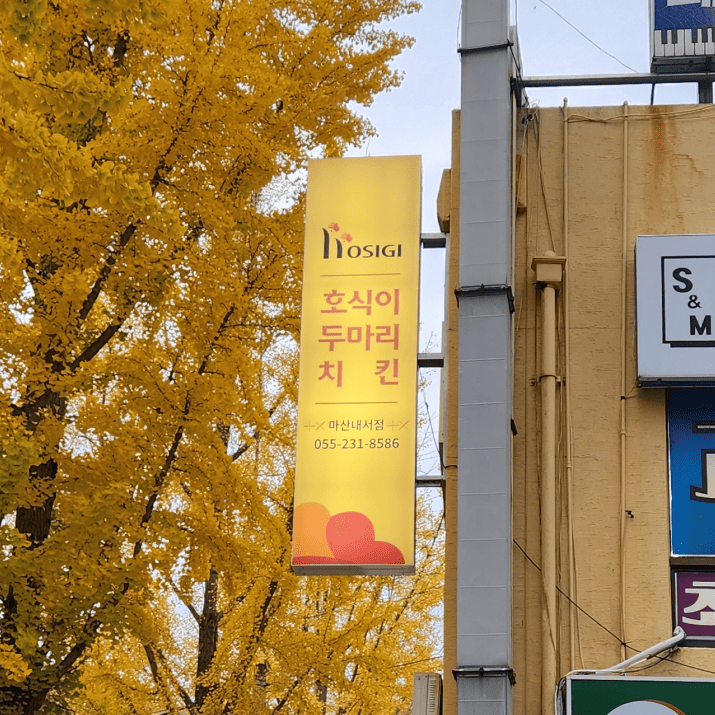 HOSIGI
호식이
두마리
치 킨
마산내서점
055-231-8586
S
&
M